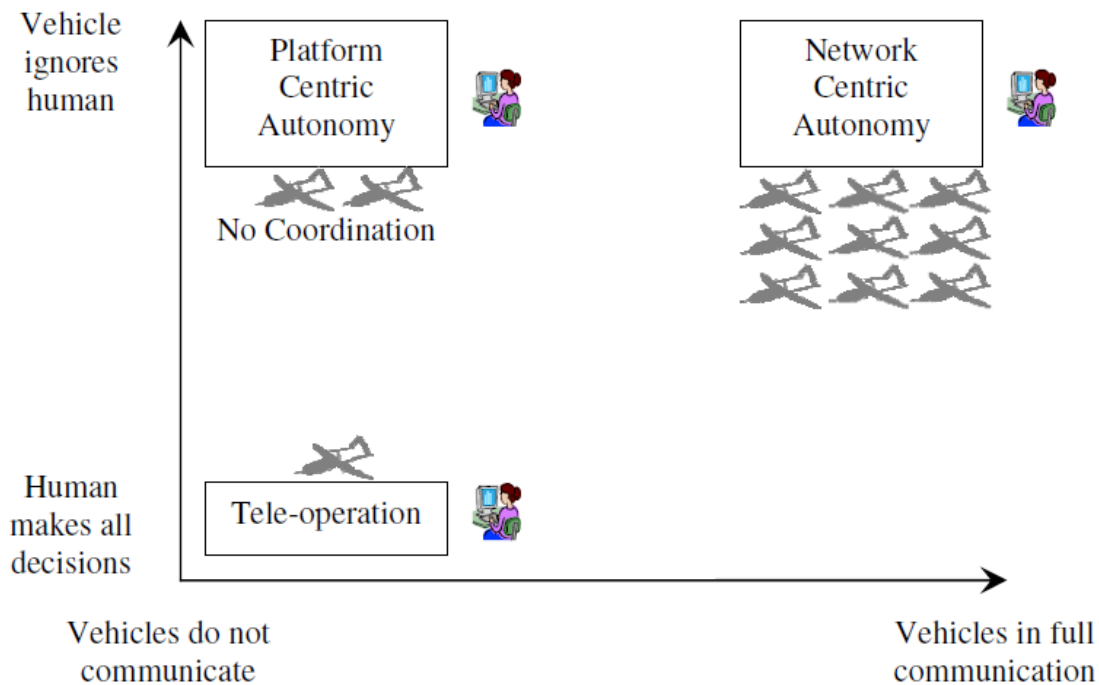 Vehicle
ignores
human
Platform
Centric
Autonomy
Network
Centric
Autonomy
No Coordination
Human
makes all
decisions
Tele-operation
Vehicles do not
communicate
Vehicles in full
communication